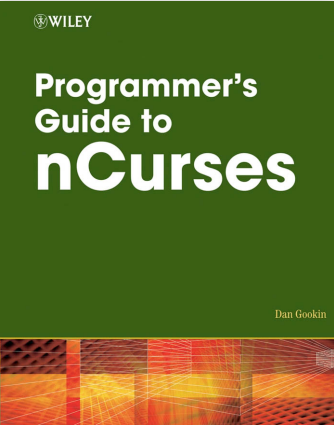 WILEY
Programmer's
Guide to
nCurses
Dan Gookin